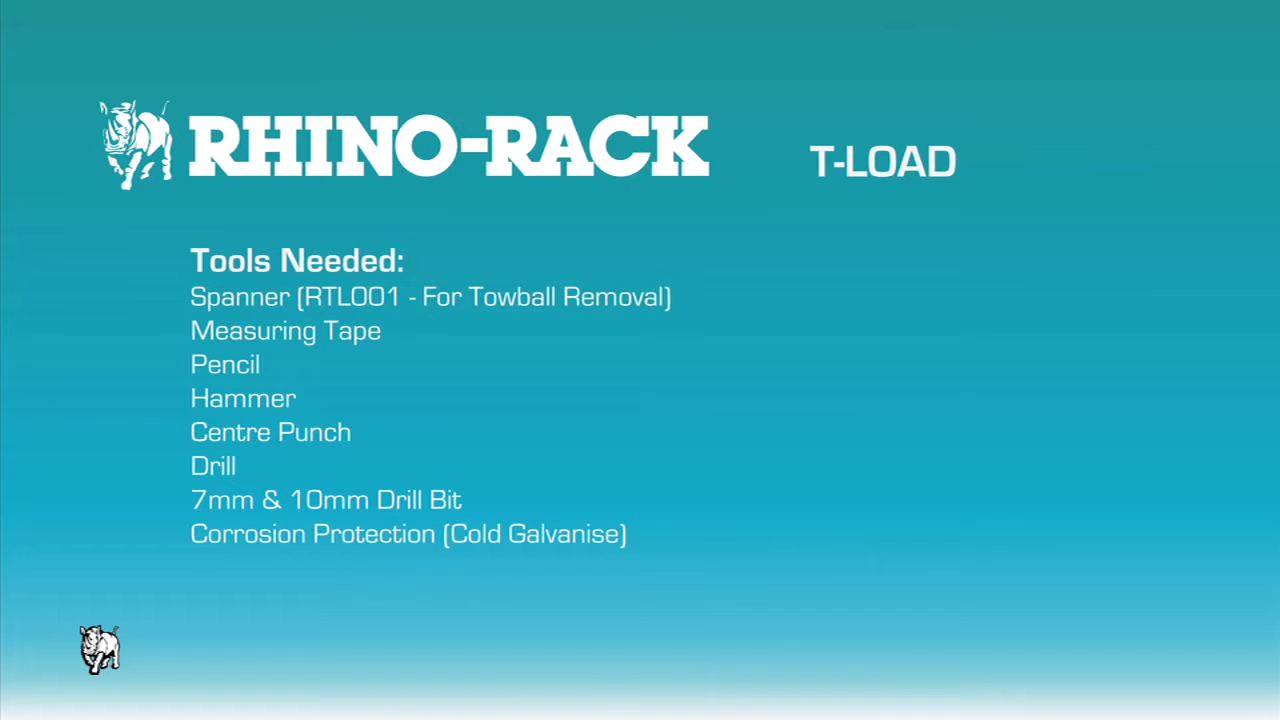 RHINO-RACK
T-LOAD
Tools Needed:
Spanner (RTL001 - For Towball Removal)
Measuring Tape
Pencil
Hammer
Centre Punch
Drill
7mm & 10mm Drill Bit
Corrosion Protection (Cold Galvanise)